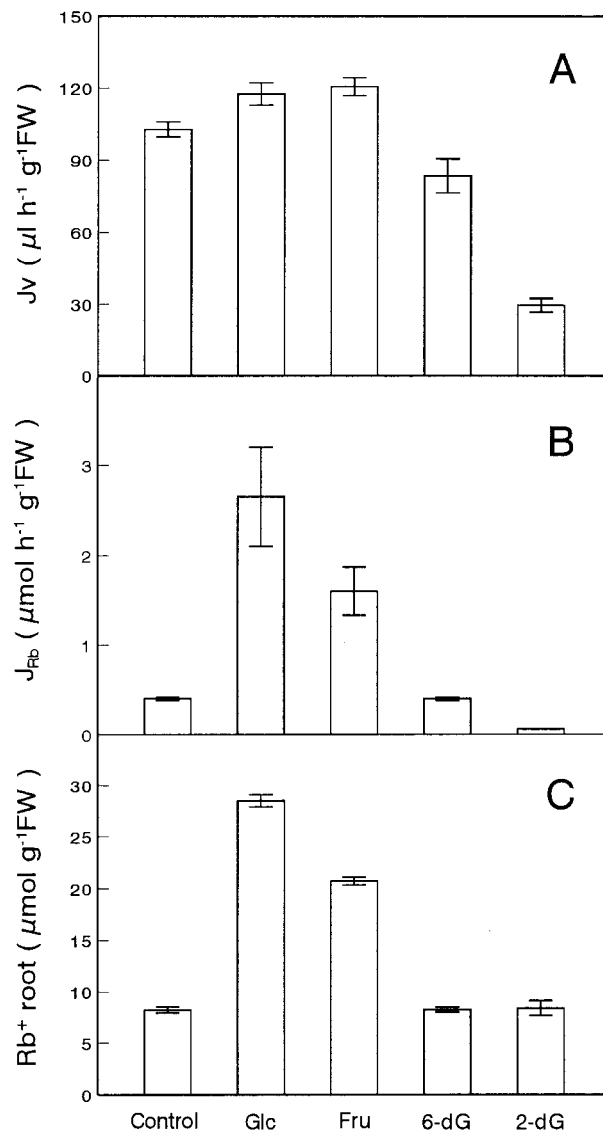 A
Jv ( μl h⁻¹ g⁻¹FW )
150
120
90
60
30
0
B
J_Rb ( μmol h⁻¹ g⁻¹FW )
3
2
1
0
C
Rb⁺ root ( μmol g⁻¹FW )
30
25
20
15
10
5
0
Control Glc Fru 6-dG 2-dG